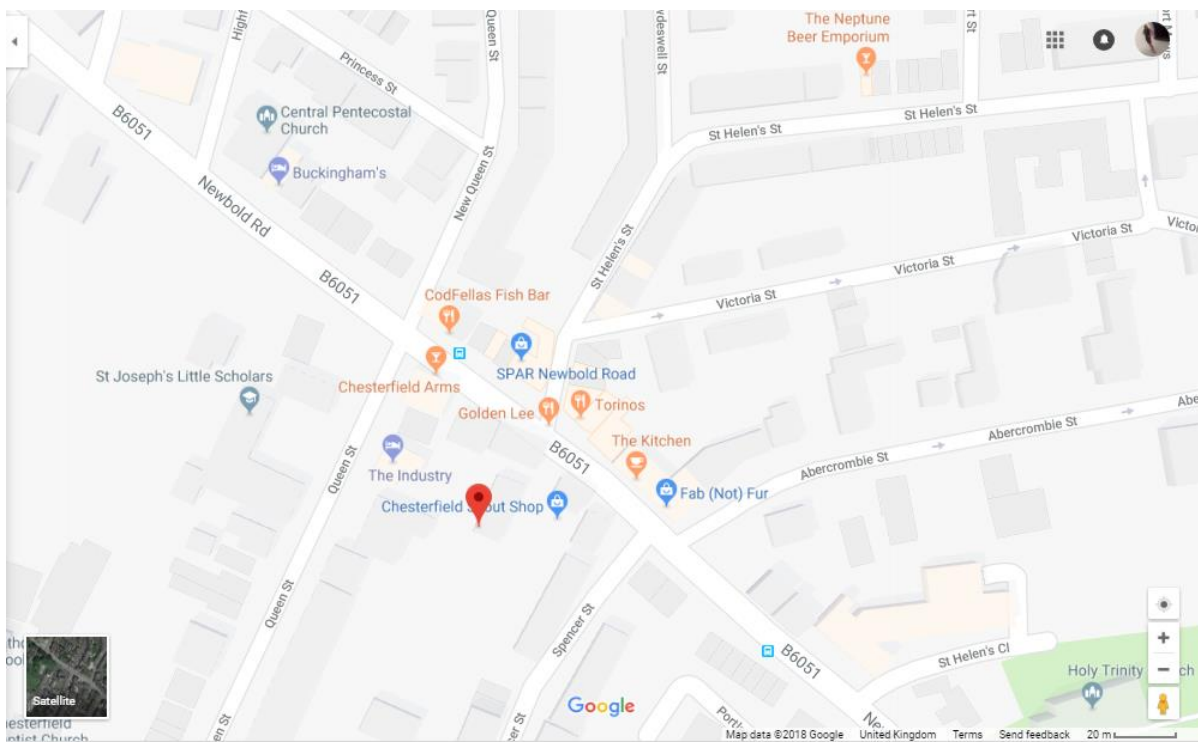 The Neptune
Beer Emporium
Queen St
Princess St
Central Pentecostal
Church
B6051
St Helen's St
St Helen's St
Buckingham's
New Queen St
Newbold Rd
St Helen's St
Victoria St
Victoria St
Victoria St
B6051
CodFellas Fish Bar
SPAR Newbold Road
St Joseph's Little Scholars
Chesterfield Arms
Golden Lee
Torinos
Abercrombie St
Abercrombie St
B6051
The Kitchen
Queen St
The Industry
Fab (Not) Fur
Chesterfield Shop
Queen St
Spencer St
B6051
St Helen's Cl
Holy Trinity
Satellite
Google
Map data ©2018 Google United Kingdom Terms Send feedback 20 m